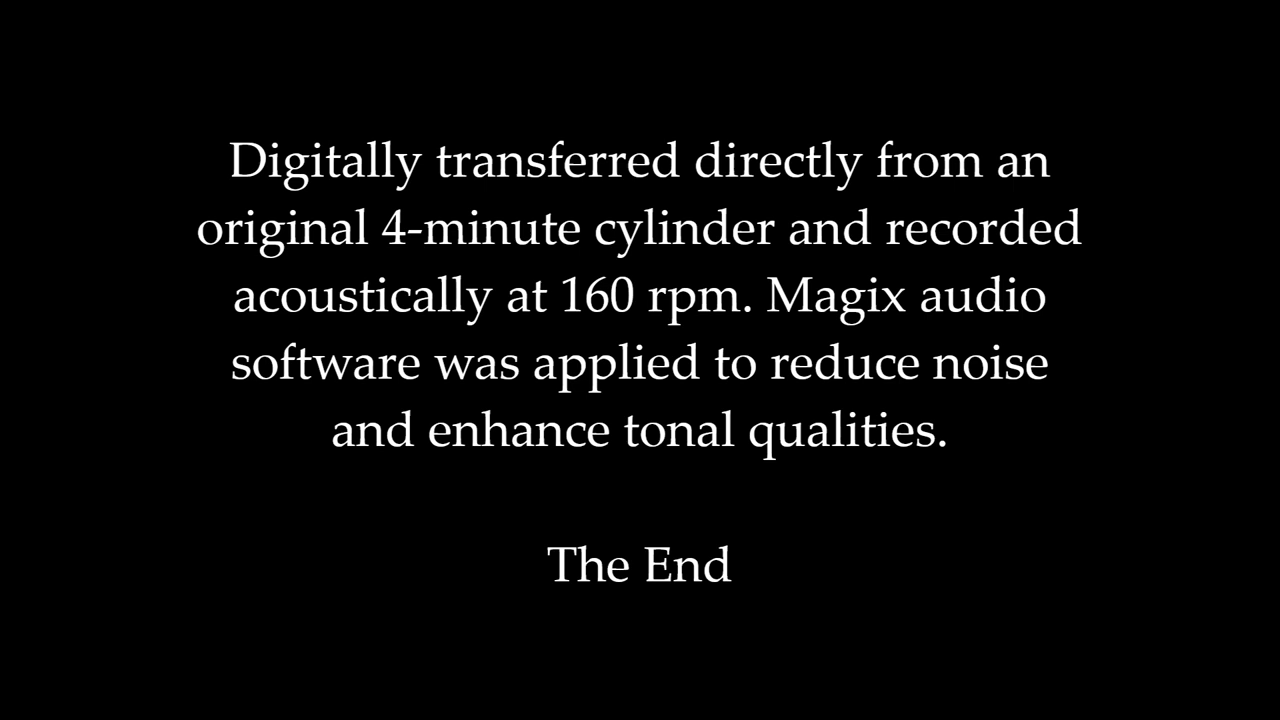 Digitally transferred directly from an
original 4-minute cylinder and recorded
acoustically at 160 rpm. Magix audio
software was applied to reduce noise
and enhance tonal qualities.
The End